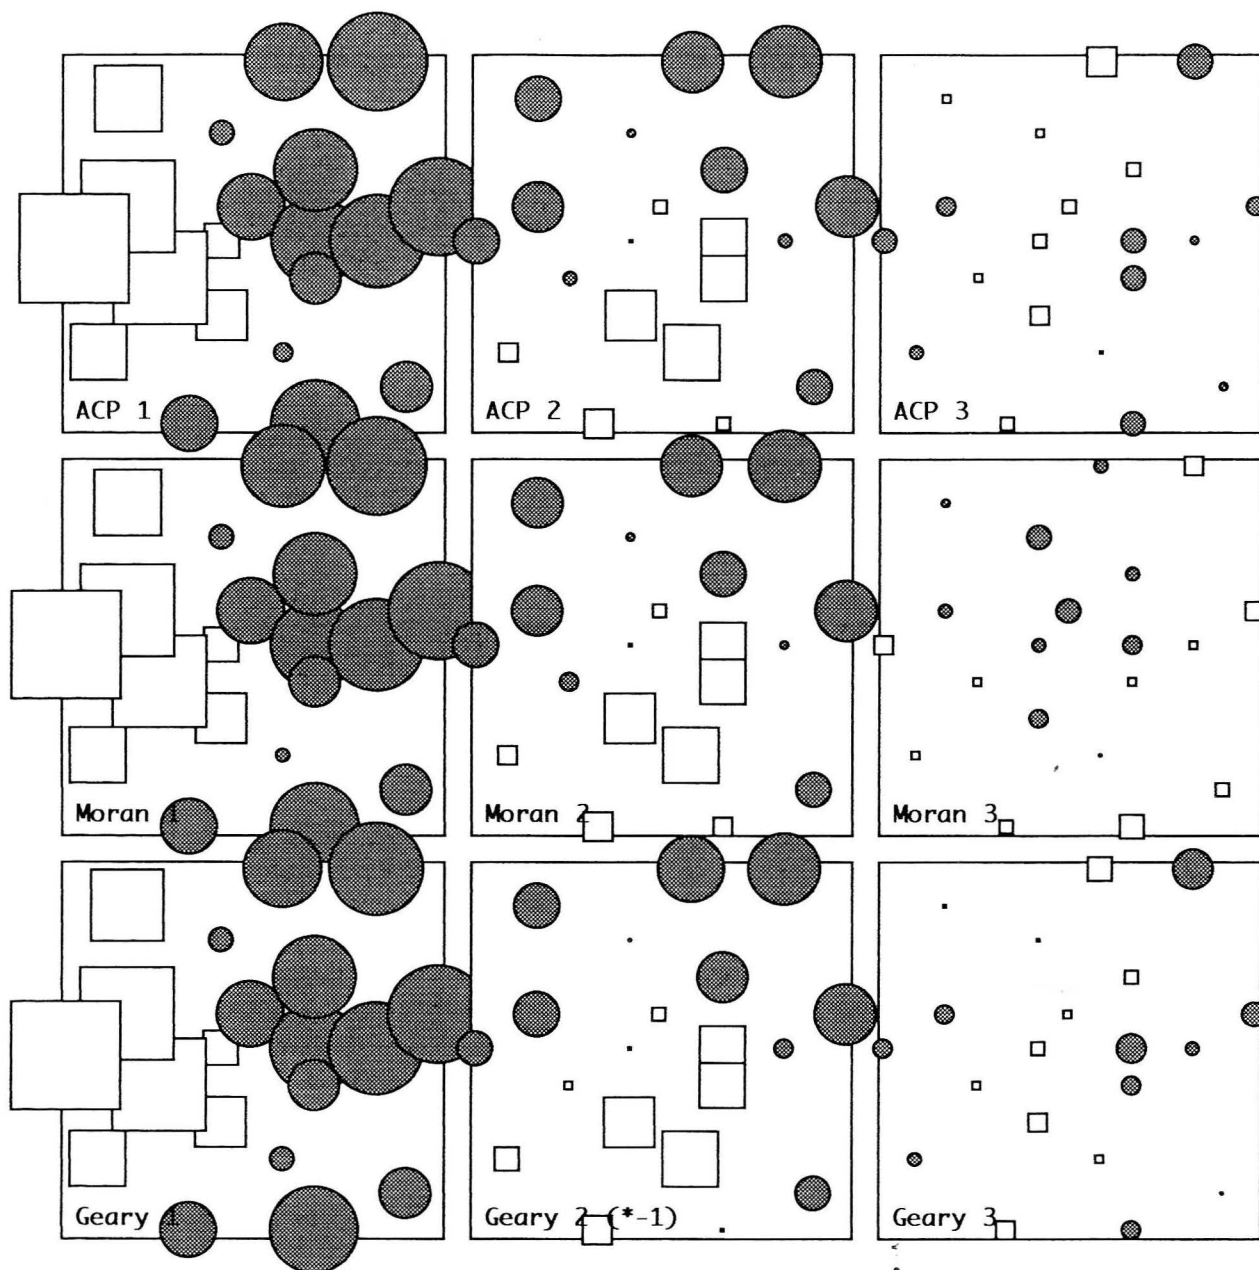 ACP 1
ACP 2
ACP 3
Moran 1
Moran 2
Moran 3
Geary 1
Geary 2 (*-1)
Geary 3